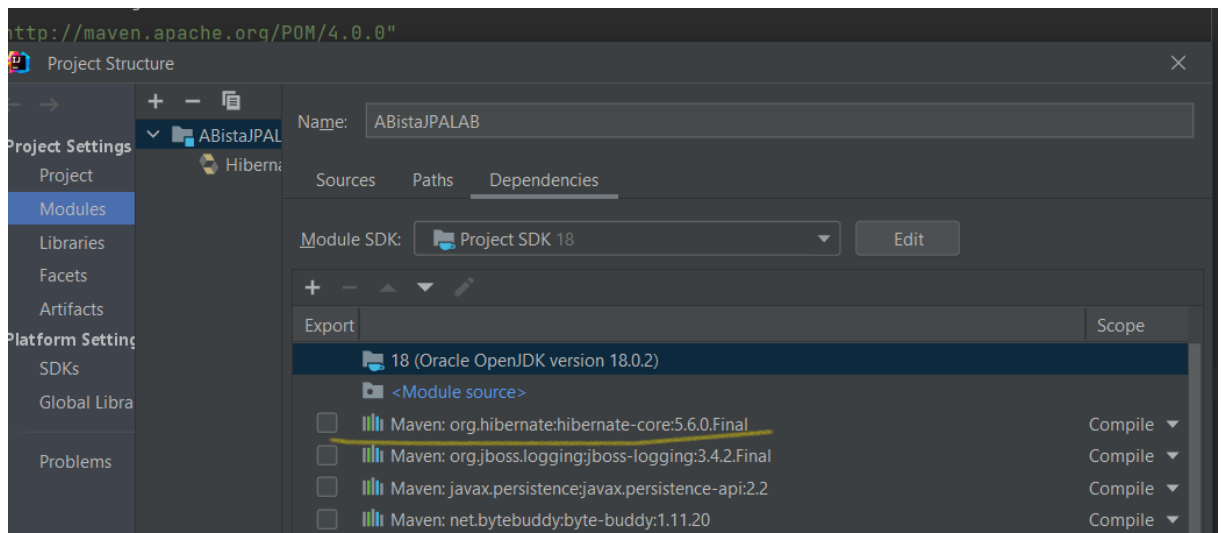 http://maven.apache.org/POM/4.0.0"
Project Structure
Name: ABistaJPALAB
Project Settings
Project
Modules
Libraries
Facets
Artifacts
Platform Setting
SDKs
Global Libra
Problems
ABistaJPAL
Hiberna
Sources Paths Dependencies
Module SDK: Project SDK 18 Edit
Export Scope
18 (Oracle OpenJDK version 18.0.2)
<Module source>
Maven: org.hibernate:hibernate-core:5.6.0.Final Compile
Maven: org.jboss.logging:jboss-logging:3.4.2.Final Compile
Maven: javax.persistence:javax.persistence-api:2.2 Compile
Maven: net.bytebuddy:byte-buddy:1.11.20 Compile